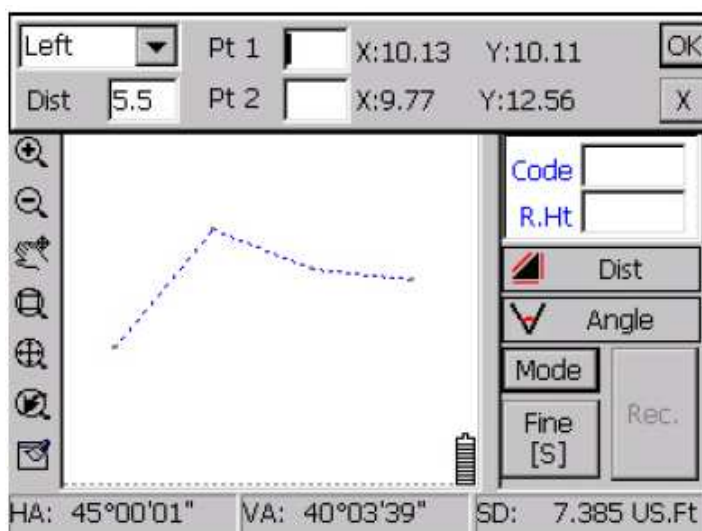 Left Pt 1 X:10.13 Y:10.11 OK
Dist 5.5 Pt 2 X:9.77 Y:12.56 X
Code
R.Ht
Dist
Angle
Mode
Fine
[S]
Rec.
HA: 45°00'01" VA: 40°03'39" SD: 7.385 US.Ft